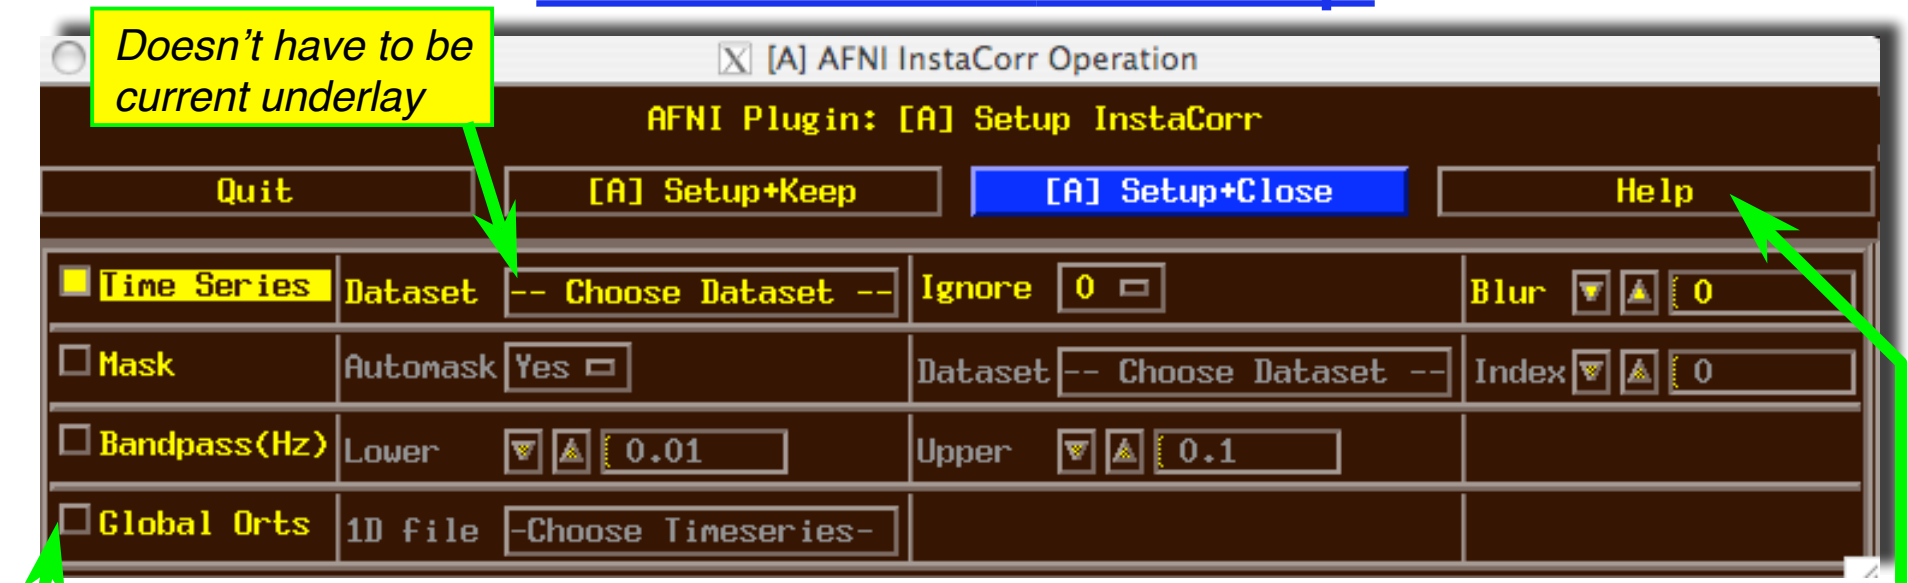 Doesn't have to be
current underlay
X [A] AFNI InstaCorr Operation
AFNI Plugin: [A] Setup InstaCorr
Quit [A] Setup+Keep [A] Setup+Close Help
Time Series Dataset -- Choose Dataset -- Ignore 0 Blur 0
Mask Automask Yes Dataset -- Choose Dataset -- Index 0
Bandpass(Hz) Lower 0.01 Upper 0.1
Global Orts 1D file -Choose Timeseries-